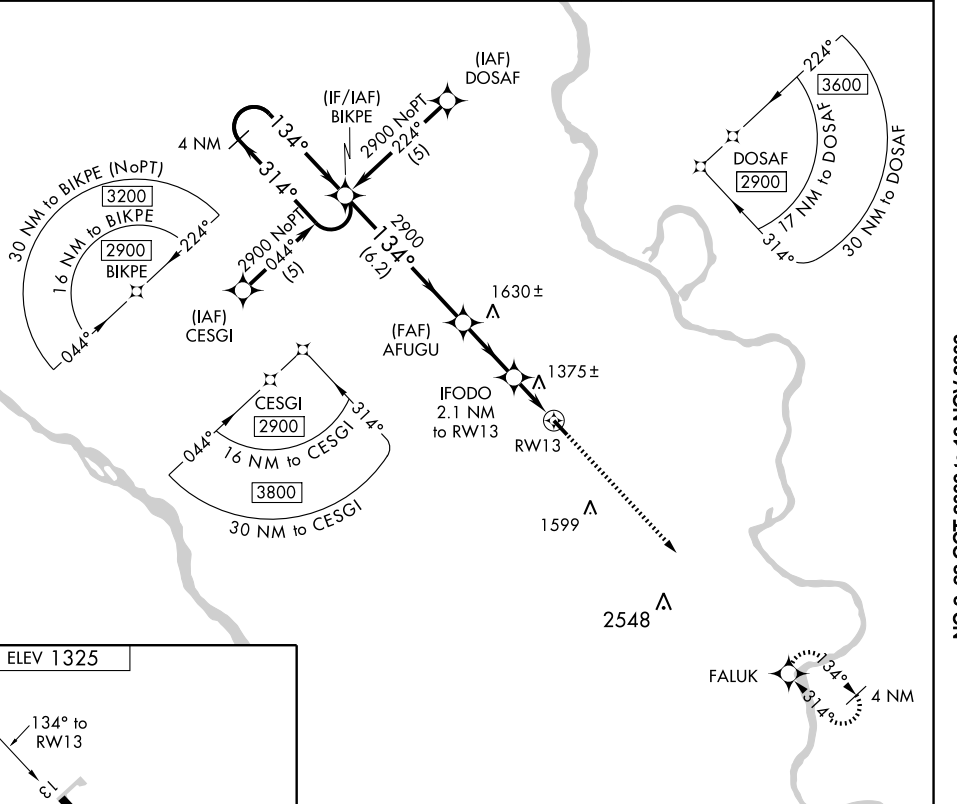 (IAF)
DOSAF
(IF/IAF)
BIKPE
2900 NoPT
224°
(5)
4 NM
134°
314°
2900 NoPT
044°
(5)
(IAF)
CESGI
2900
134°
(6.2)
30 NM to BIKPE (NoPT)
3200
16 NM to BIKPE
2900
BIKPE
224°
044°
224°
3600
DOSAF
2900
17 NM to DOSAF
30 NM to DOSAF
314°
1630 ±
(FAF)
AFUGU
1375 ±
IFODO
2.1 NM
to RW13
RW13
CESGI
2900
044°
314°
16 NM to CESGI
3800
30 NM to CESGI
1599
2548
FALUK
134°
314°
4 NM
ELEV 1325
134° to
RW13
13